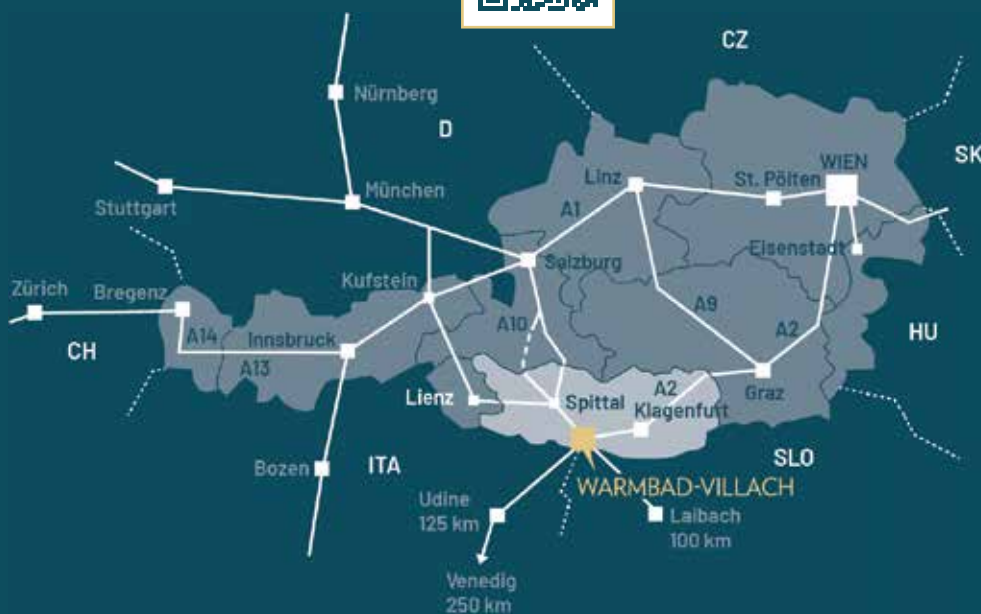 CZ
Nürnberg
D
SK
WIEN
Linz
St. Pölten
München
Stuttgart
A1
Eisenstadt
Salzburg
Kufstein
Zürich
Bregenz
A10
A9
A2
HU
CH
A14
Innsbruck
A13
A2
Lienz
Spittal
Klagenfutt
Graz
ITA
SLO
Bozen
WARMBAD-VILLACH
Udine
125 km
Laibach
100 km
Venedig
250 km